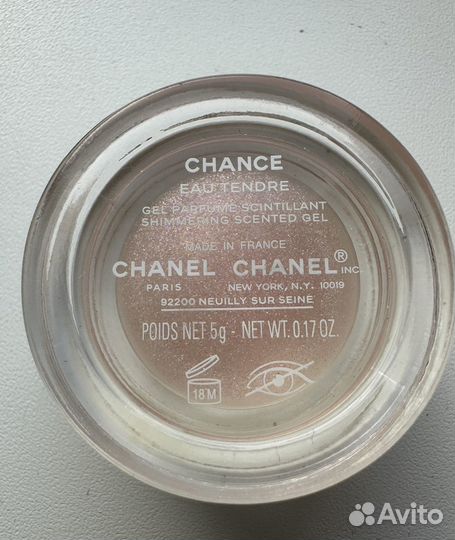 CHANCE
EAU TENDRE
GEL PARFUMÉ SCINTILLANT
SHIMMERING SCENTED GEL
MADE IN FRANCE
CHANEL CHANEL® INC.
PARIS NEW YORK, N.Y. 10019
92200 NEUILLY SUR SEINE
POIDS NET 5g - NET WT. 0.17 OZ.
18M
Avito